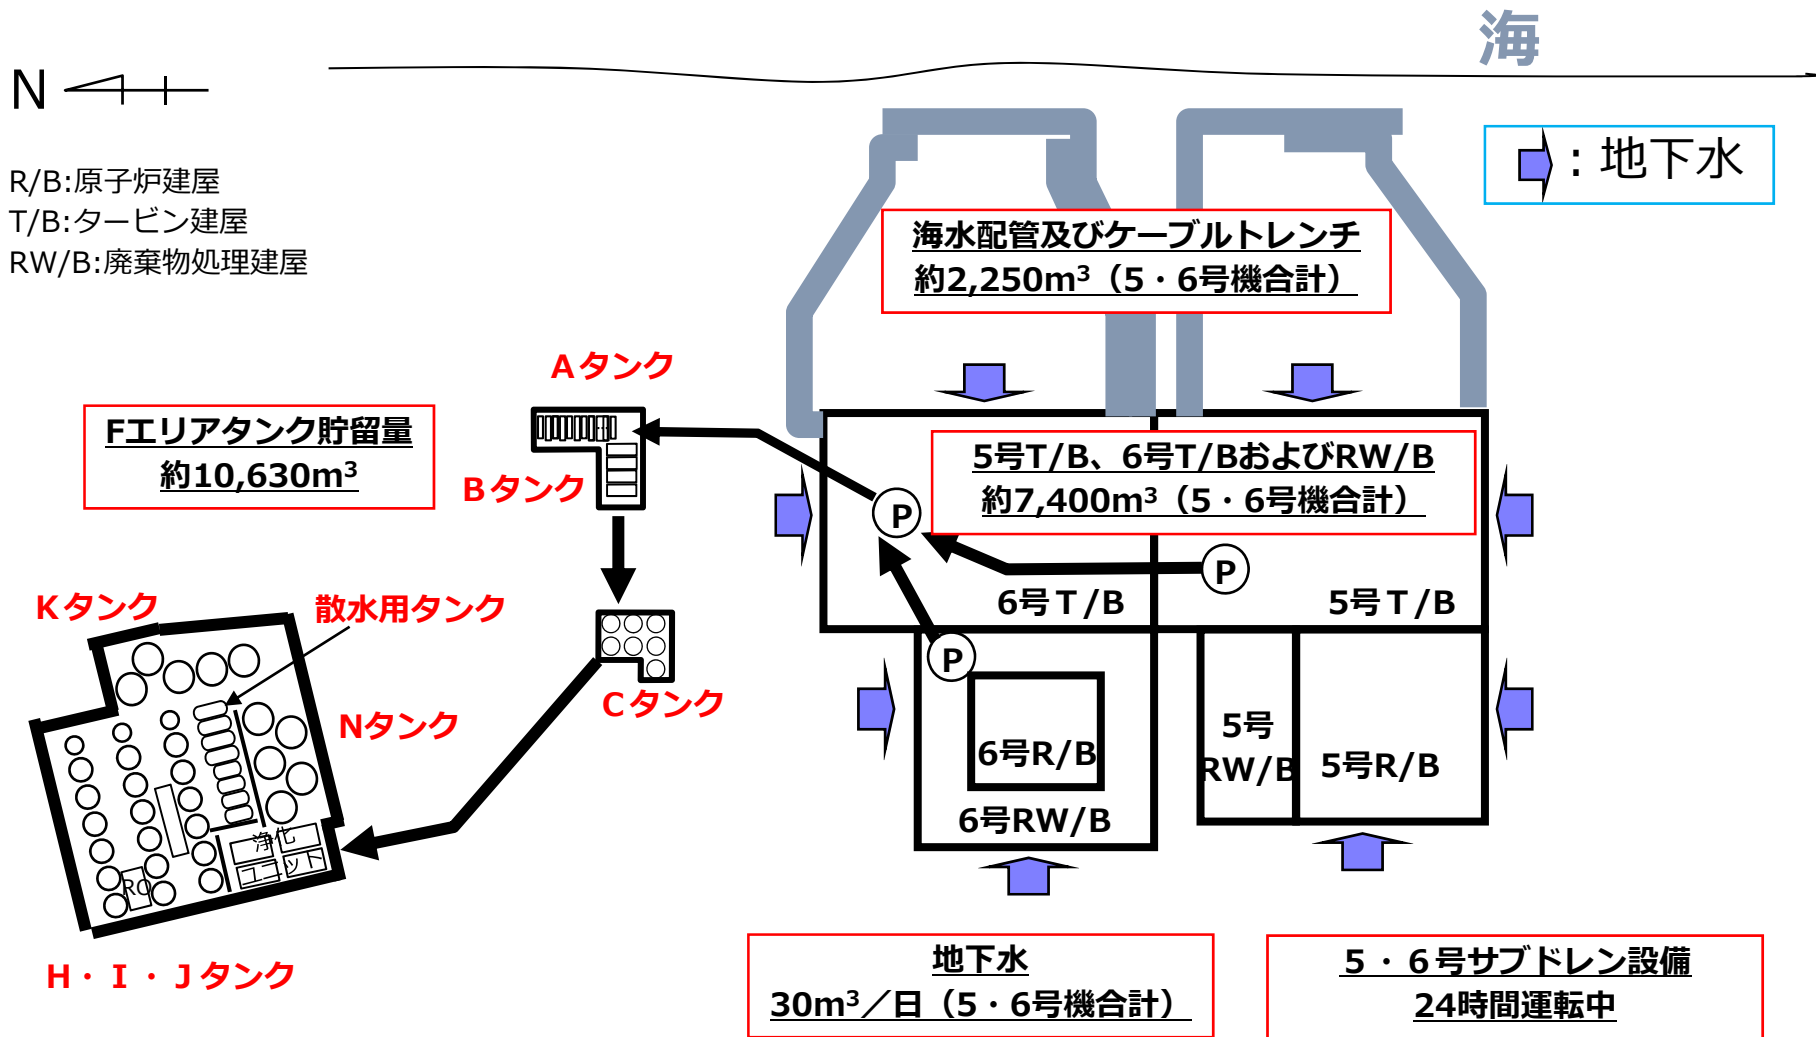 海
N
R/B:原子炉建屋
T/B:タービン建屋
RW/B:廃棄物処理建屋
：地下水
海水配管及びケーブルトレンチ
約2,250m³（5・6号機合計）
Aタンク
Fエリアタンク貯留量
約10,630m³
Bタンク
5号T/B、6号T/BおよびRW/B
約7,400m³（5・6号機合計）
P
P
6号T/B
5号T/B
Kタンク
散水用タンク
P
Cタンク
Nタンク
5号
RW/B
6号R/B
5号R/B
6号RW/B
浄化
ユニット
RO
H・I・Jタンク
地下水
30m³／日（5・6号機合計）
5・6号サブドレン設備
24時間運転中